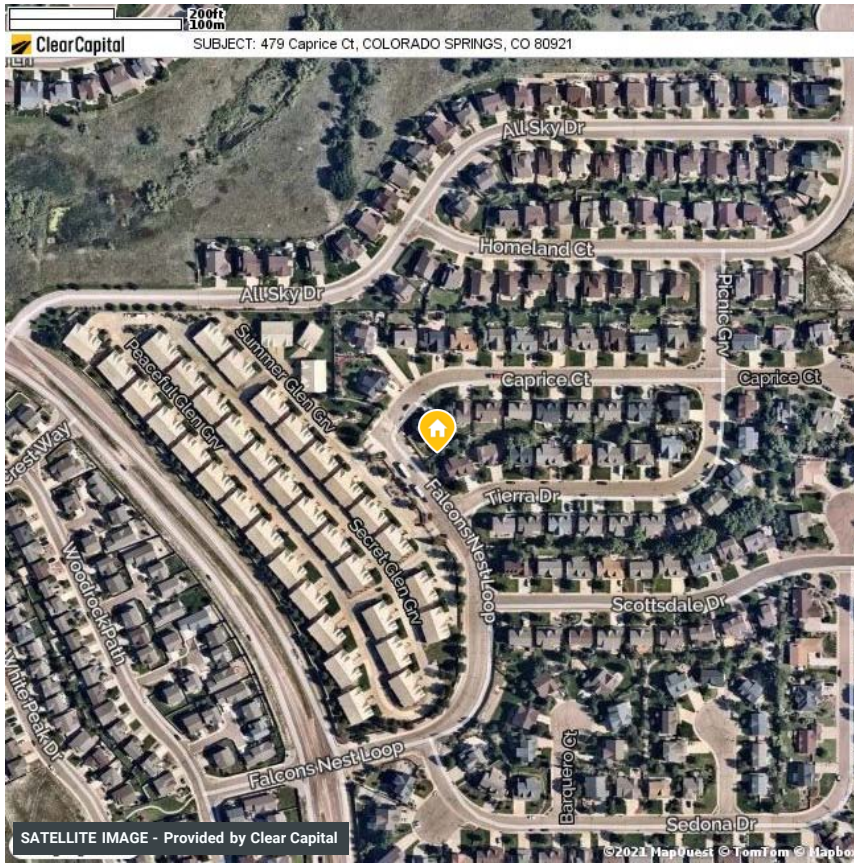 200ft
100m
ClearCapital
SUBJECT: 479 Caprice Ct, COLORADO SPRINGS, CO 80921
All Sky Dr
Homeland Ct
All Sky Dr
Picnic Grv
Summer Glen Grv
Peaceful Glen Grv
Caprice Ct
Caprice Ct
crest Way
Falcons Nest Loop
Tierra Dr
Secret Glen Grv
Woodrock Path
Scottsdale Dr
White Peak Dr
Falcons Nest Loop
Barquero Ct
Sedona Dr
SATELLITE IMAGE - Provided by Clear Capital
©2021 MapQuest © TomTom © Mapbo